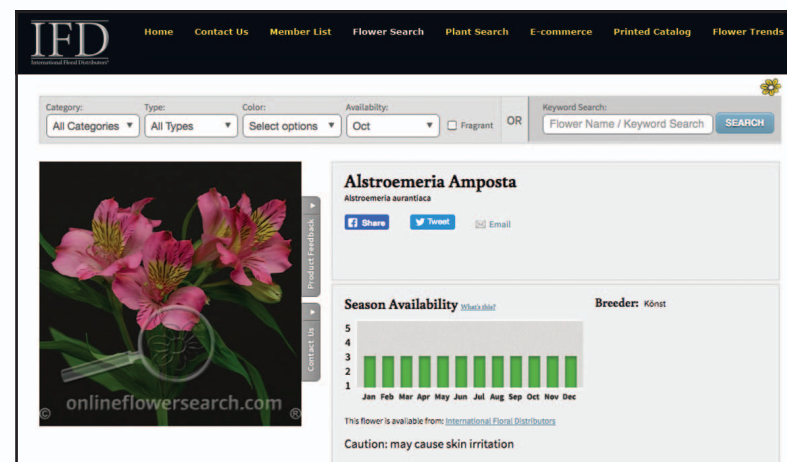 IFD
International Floral Distributors®
Home Contact Us Member List Flower Search Plant Search E-commerce Printed Catalog Flower Trends
Category: Type: Color: Availabilty: Keyword Search:
All Categories ▼ All Types ▼ Select options ▼ Oct ▼ Fragrant OR Flower Name / Keyword Search SEARCH
Alstroemeria Amposta
Alstroemeria aurantiaca
Share Tweet Email
Product Feedback
Contact Us
© onlineflowersearch.com ®
Season Availability What's this?
Breeder: Könst
5
4
3
2
1
Jan Feb Mar Apr May Jun Jul Aug Sep Oct Nov Dec
This flower is available from: International Floral Distributors
Caution: may cause skin irritation